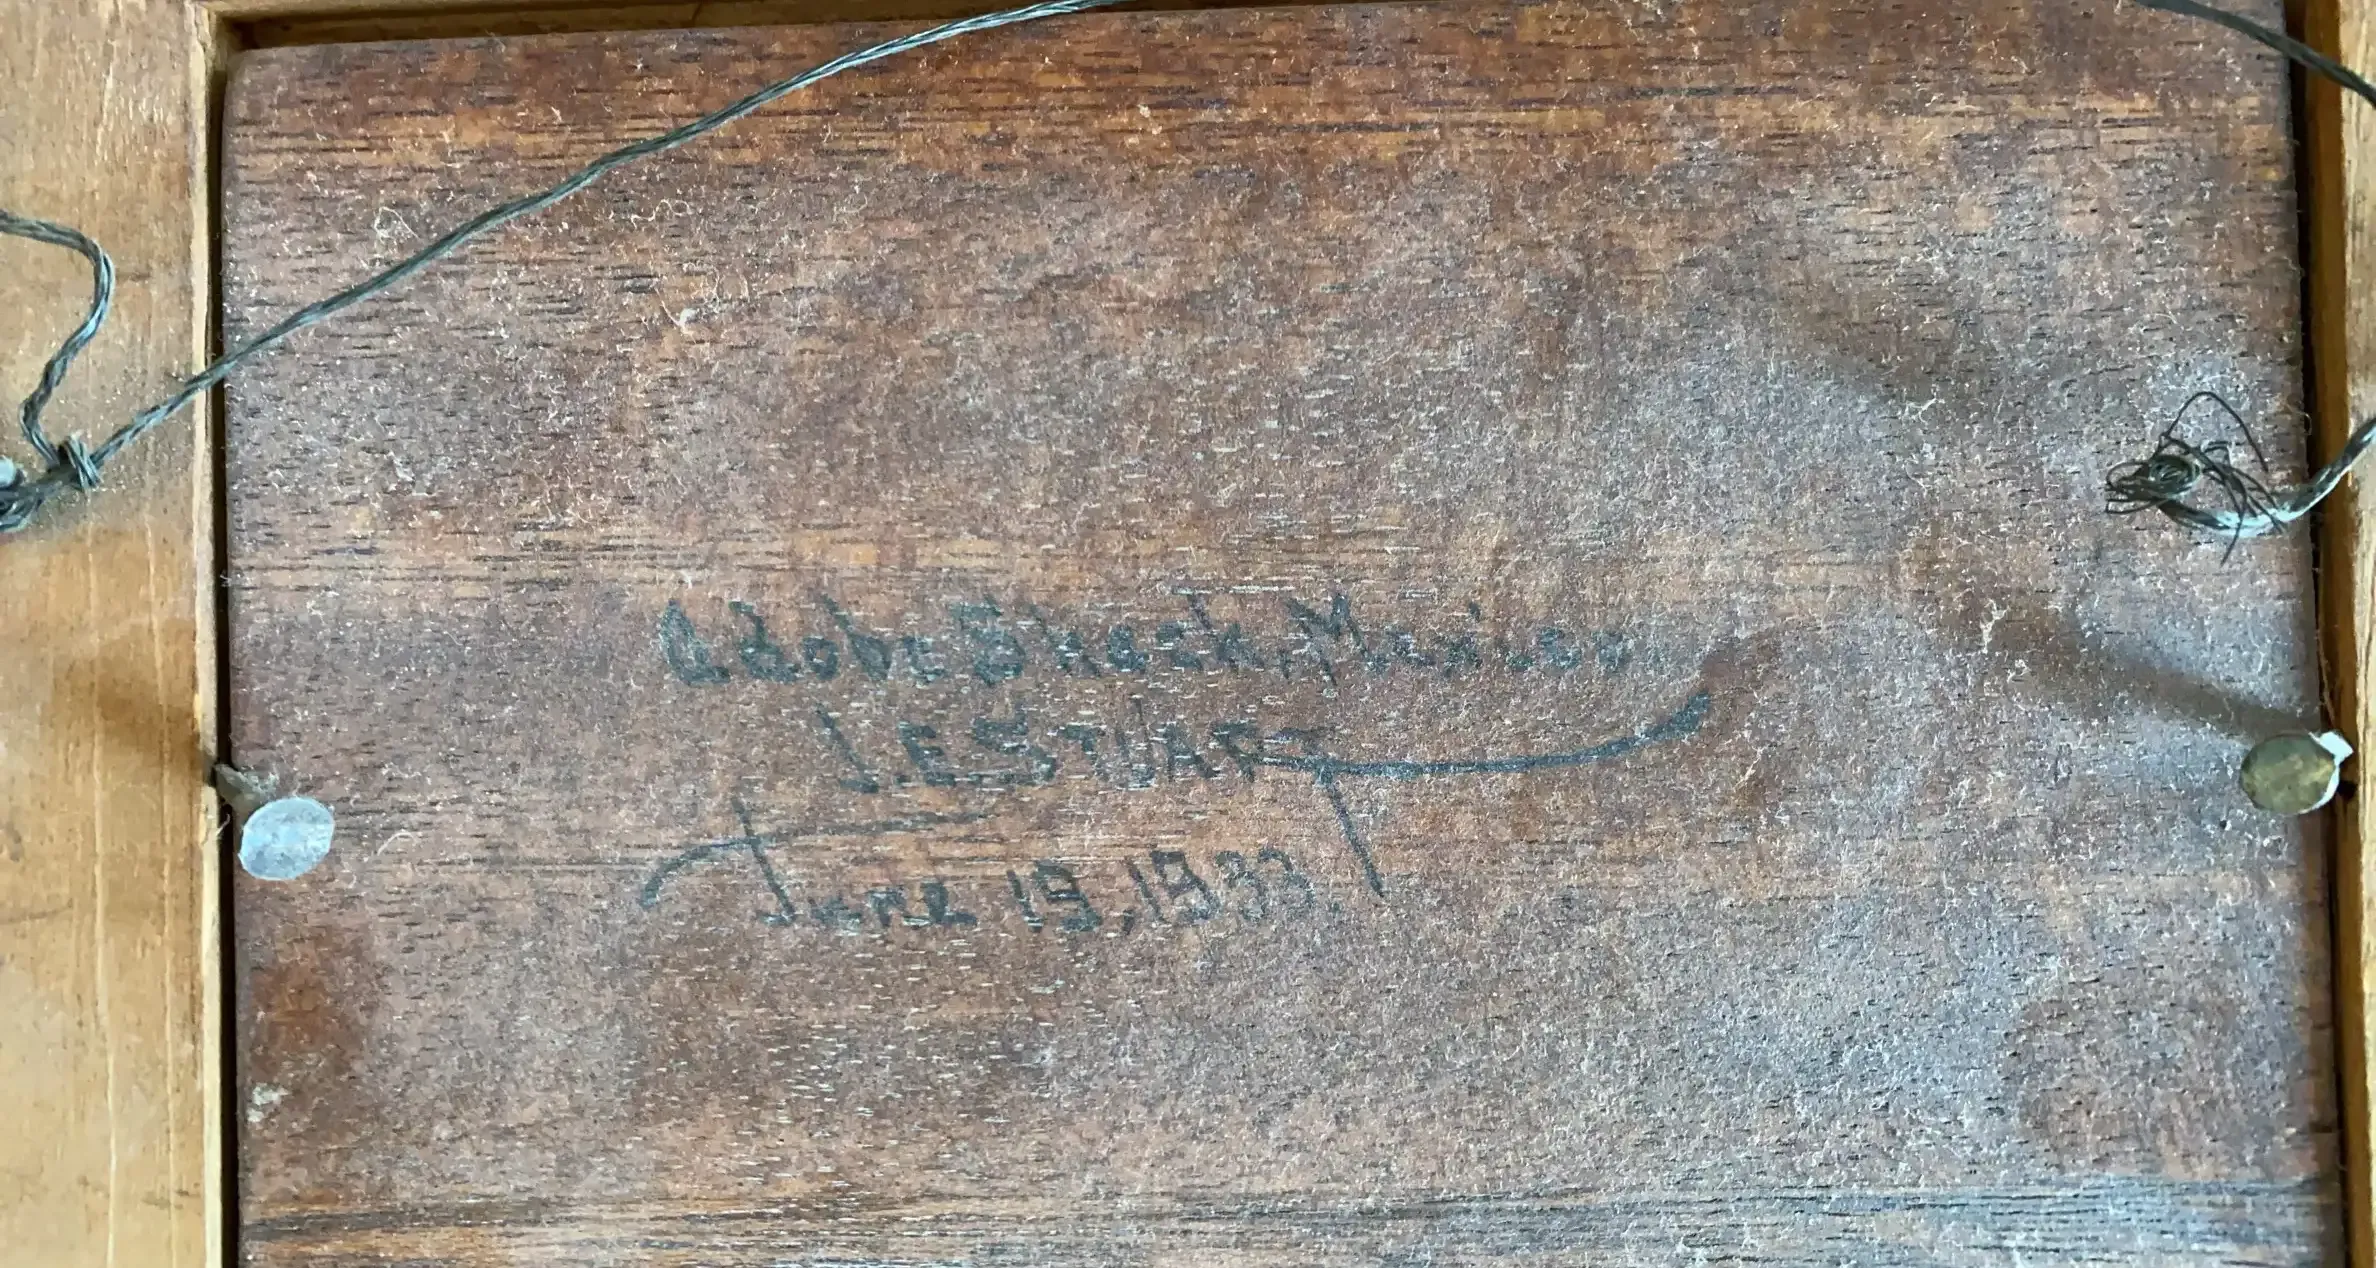 Adobe Shack, Mexico
J.E. STUART
June 19, 1933.